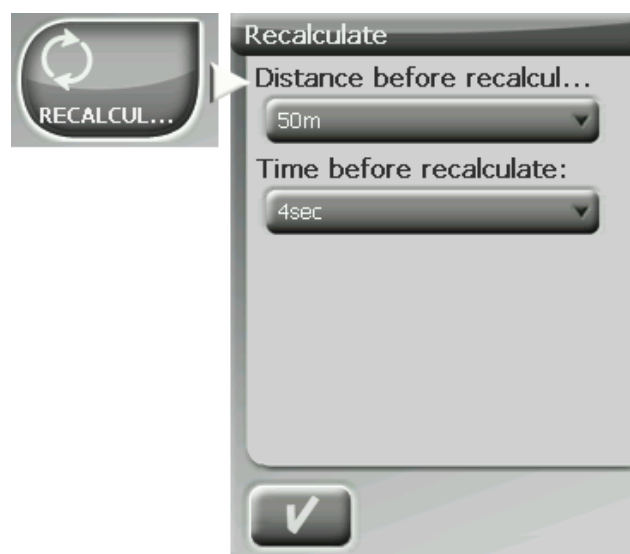 RECALCUL...
Recalculate
Distance before recalcul...
50m
Time before recalculate:
4sec